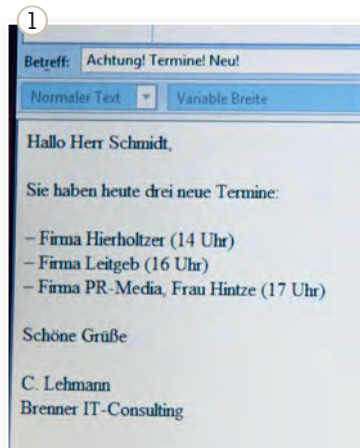 1
Betreff: Achtung! Termine! Neu!
Normaler Text Variable Breite
Hallo Herr Schmidt,
Sie haben heute drei neue Termine:
– Firma Hierholtzer (14 Uhr)
– Firma Leitgeb (16 Uhr)
– Firma PR-Media, Frau Hintze (17 Uhr)
Schöne Grüße
C. Lehmann
Brenner IT-Consulting